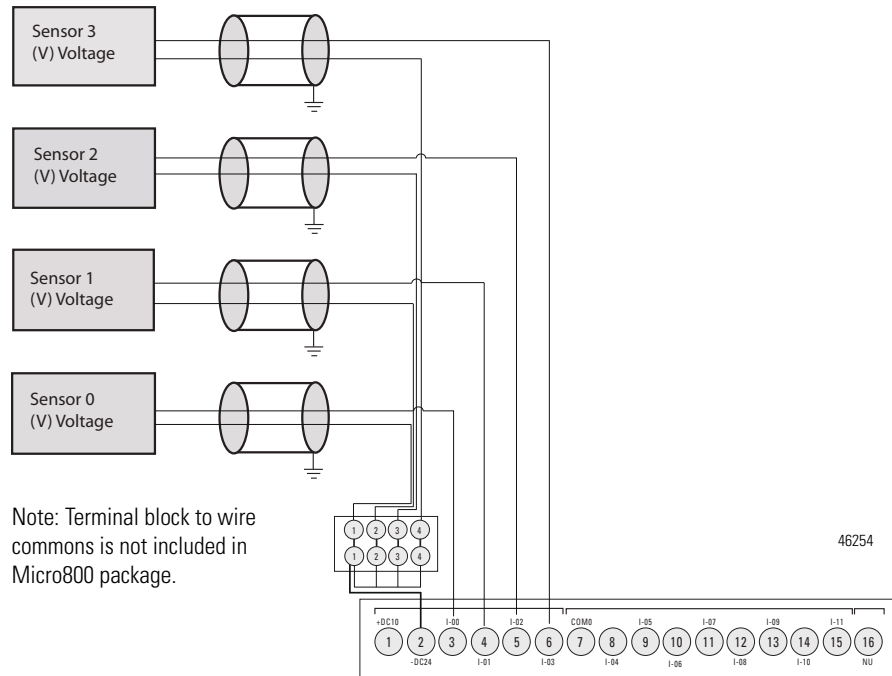 Sensor 3
(V) Voltage
Sensor 2
(V) Voltage
Sensor 1
(V) Voltage
Sensor 0
(V) Voltage
Note: Terminal block to wire
commons is not included in
Micro800 package.
1 2 3 4
1 2 3 4
46254
+DC10 I-00 I-02 COM0 I-05 I-07 I-09 I-11
1 2 3 4 5 6 7 8 9 10 11 12 13 14 15 16
-DC24 I-01 I-03 I-04 I-06 I-08 I-10 NU